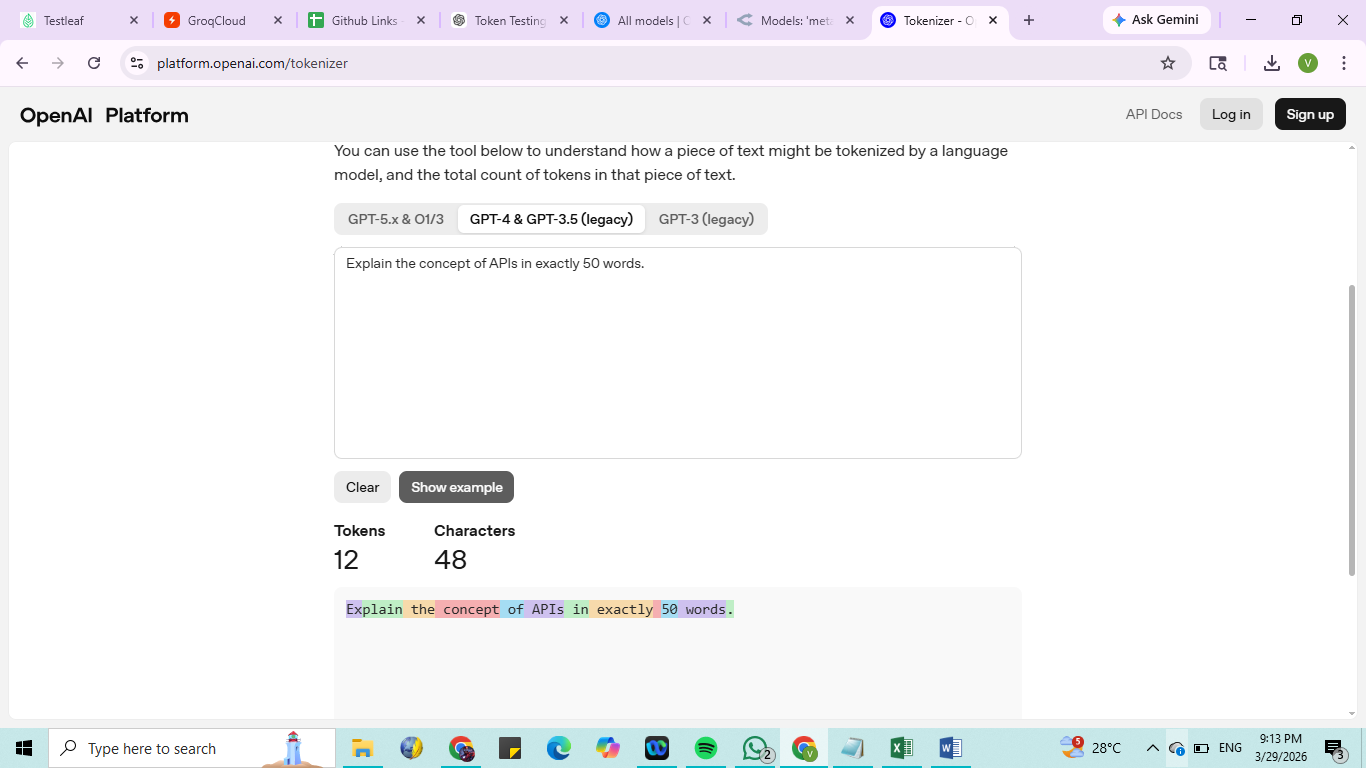 Testleaf
GroqCloud
Github Links -
Token Testing
All models | C
Models: 'meta
Tokenizer - O
Ask Gemini
platform.openai.com/tokenizer
V
OpenAI Platform
API Docs
Log in
Sign up
You can use the tool below to understand how a piece of text might be tokenized by a language
model, and the total count of tokens in that piece of text.
GPT-5.x & O1/3
GPT-4 & GPT-3.5 (legacy)
GPT-3 (legacy)
Explain the concept of APIs in exactly 50 words.
Clear
Show example
Tokens
Characters
12
48
Explain the concept of APIs in exactly 50 words.
Type here to search
2
V
5
28°C
ENG
9:13 PM
3/29/2026
3